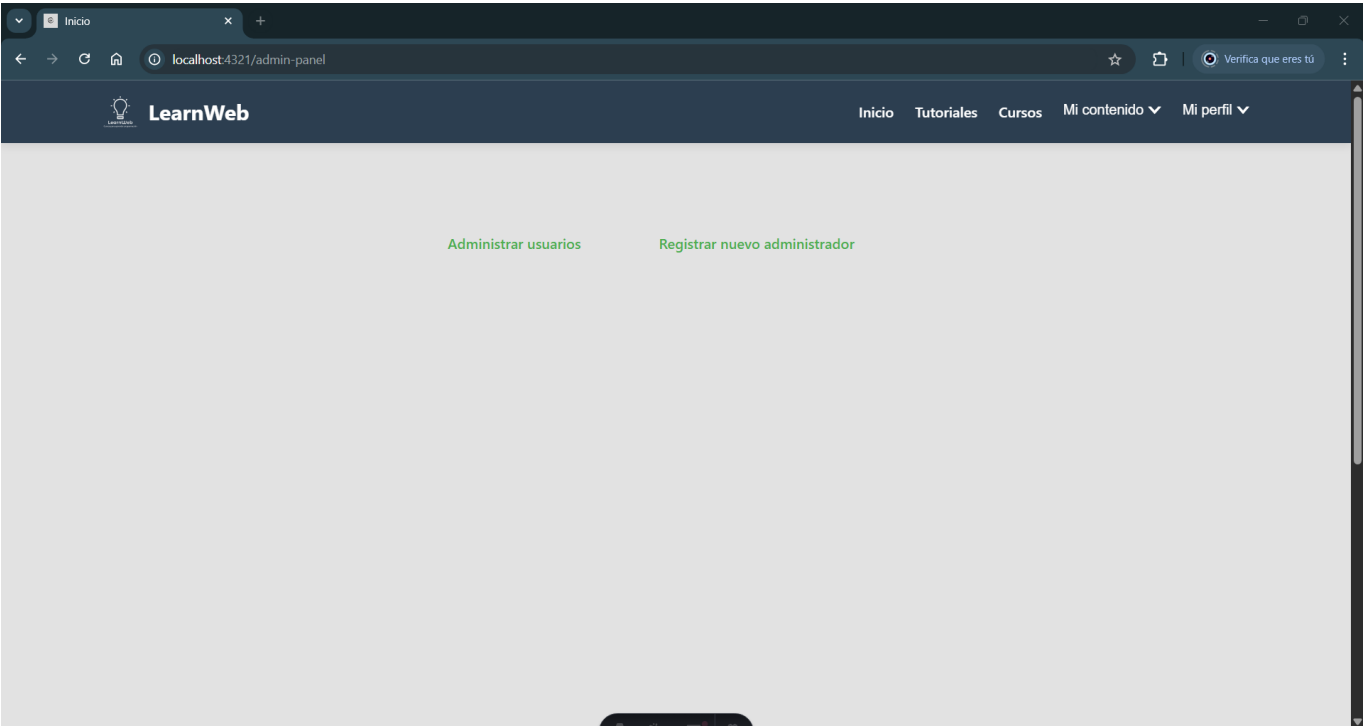 Inicio
localhost:4321/admin-panel
Verifica que eres tú
LearnWeb
LearnWeb
Inicio
Tutoriales
Cursos
Mi contenido
Mi perfil
Administrar usuarios
Registrar nuevo administrador